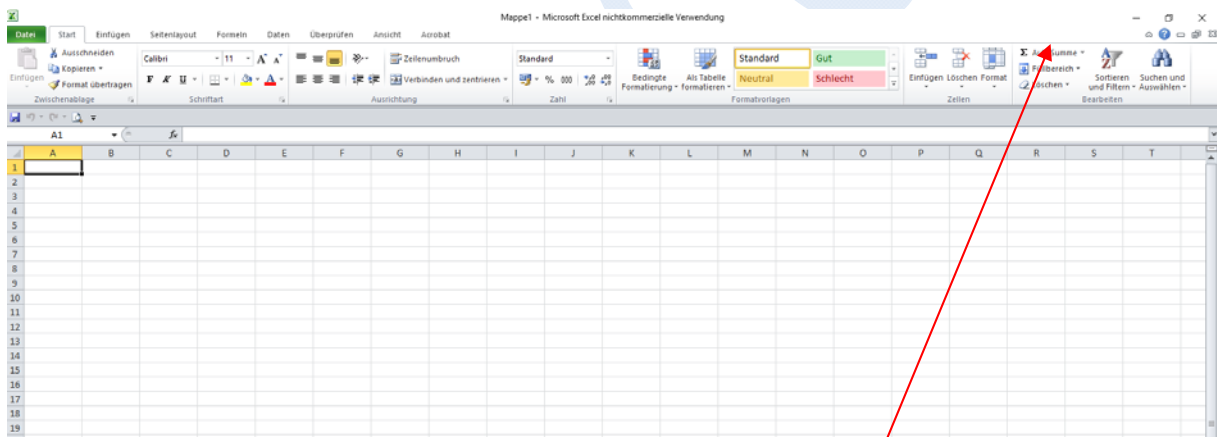 Mappe1 - Microsoft Excel nichtkommerzielle Verwendung
Datei Start Einfügen Seitenlayout Formeln Daten Überprüfen Ansicht Acrobat
Einfügen
Ausschneiden
Kopieren
Format übertragen
Zwischenablage
Calibri 11
F K U
Schriftart
Zeilenumbruch
Verbinden und zentrieren
Ausrichtung
Standard
% 000
Zahl
Bedingte Formatierung
Als Tabelle formatieren
Standard Gut
Neutral Schlecht
Formatvorlagen
Einfügen Löschen Format
Zellen
Σ Summe
Füllbereich
Löschen
Sortieren und Filtern
Suchen und Auswählen
Bearbeiten
A1 fx
A B C D E F G H I J K L M N O P Q R S T
1
2
3
4
5
6
7
8
9
10
11
12
13
14
15
16
17
18
19